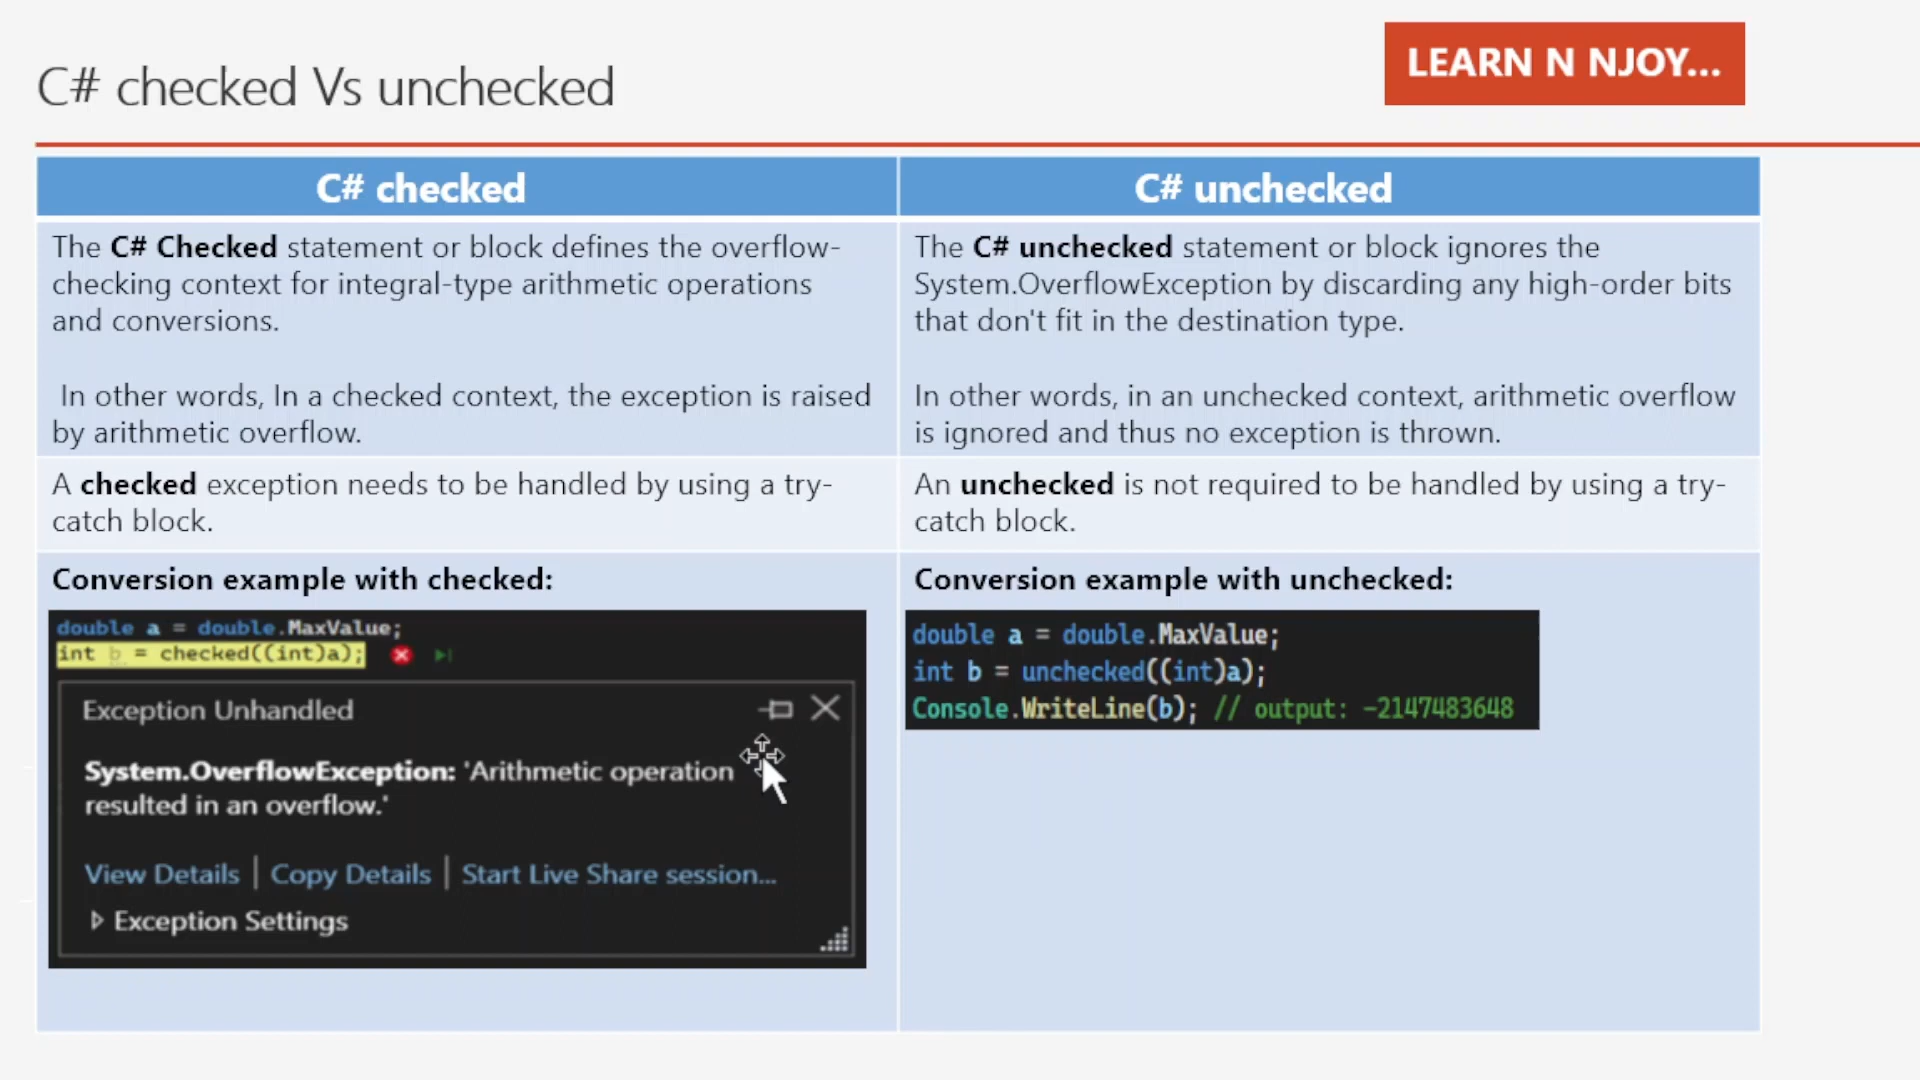 C# checked Vs unchecked
LEARN N NJOY...
C# checked
The C# Checked statement or block defines the overflow-
checking context for integral-type arithmetic operations
and conversions.
In other words, In a checked context, the exception is raised
by arithmetic overflow.
A checked exception needs to be handled by using a try-
catch block.
Conversion example with checked:
double a = double.MaxValue;
int b = checked((int)a);
Exception Unhandled
System.OverflowException: 'Arithmetic operation
resulted in an overflow.'
View Details | Copy Details | Start Live Share session...
Exception Settings
C# unchecked
The C# unchecked statement or block ignores the
System.OverflowException by discarding any high-order bits
that don't fit in the destination type.
In other words, in an unchecked context, arithmetic overflow
is ignored and thus no exception is thrown.
An unchecked is not required to be handled by using a try-
catch block.
Conversion example with unchecked:
double a = double.MaxValue;
int b = unchecked((int)a);
Console.WriteLine(b); // output: -2147483648